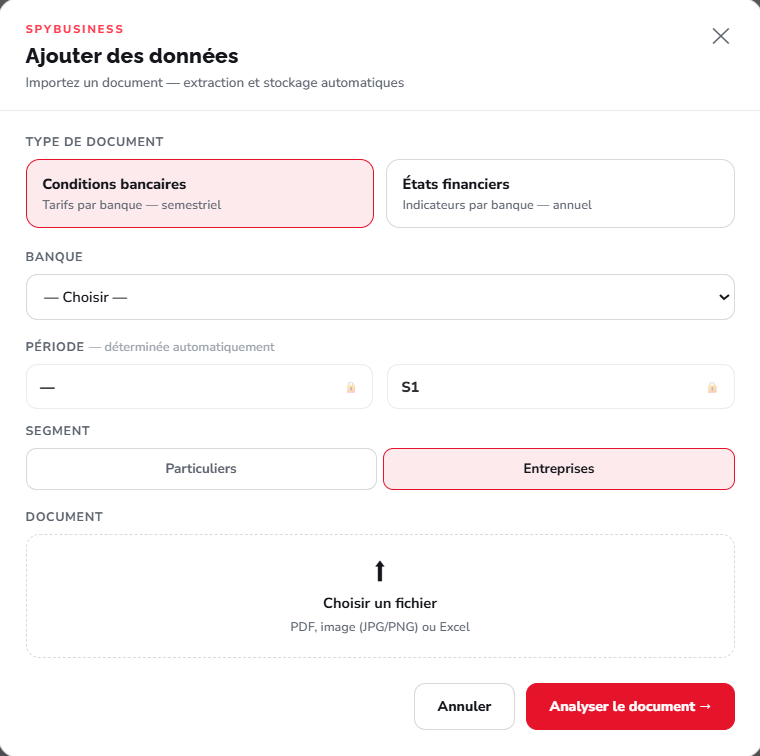 SPYBUSINESS
Ajouter des données
Importez un document — extraction et stockage automatiques
TYPE DE DOCUMENT
Conditions bancaires
Tarifs par banque — semestriel
États financiers
Indicateurs par banque — annuel
BANQUE
— Choisir —
PÉRIODE — déterminée automatiquement
—
S1
SEGMENT
Particuliers
Entreprises
DOCUMENT
Choisir un fichier
PDF, image (JPG/PNG) ou Excel
Annuler
Analyser le document →